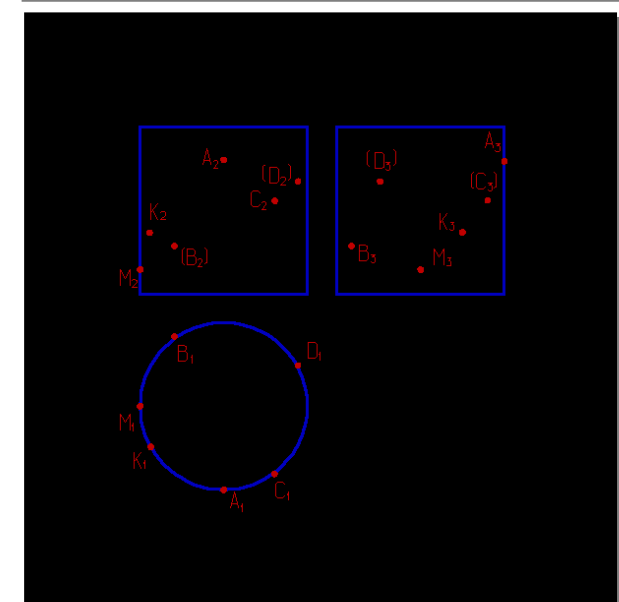 A₂
(D₂)
C₂
K₂
(B₂)
M₂
A₃
(D₃)
(C₃)
K₃
B₃
M₃
B₁
D₁
M₁
K₁
A₁
C₁